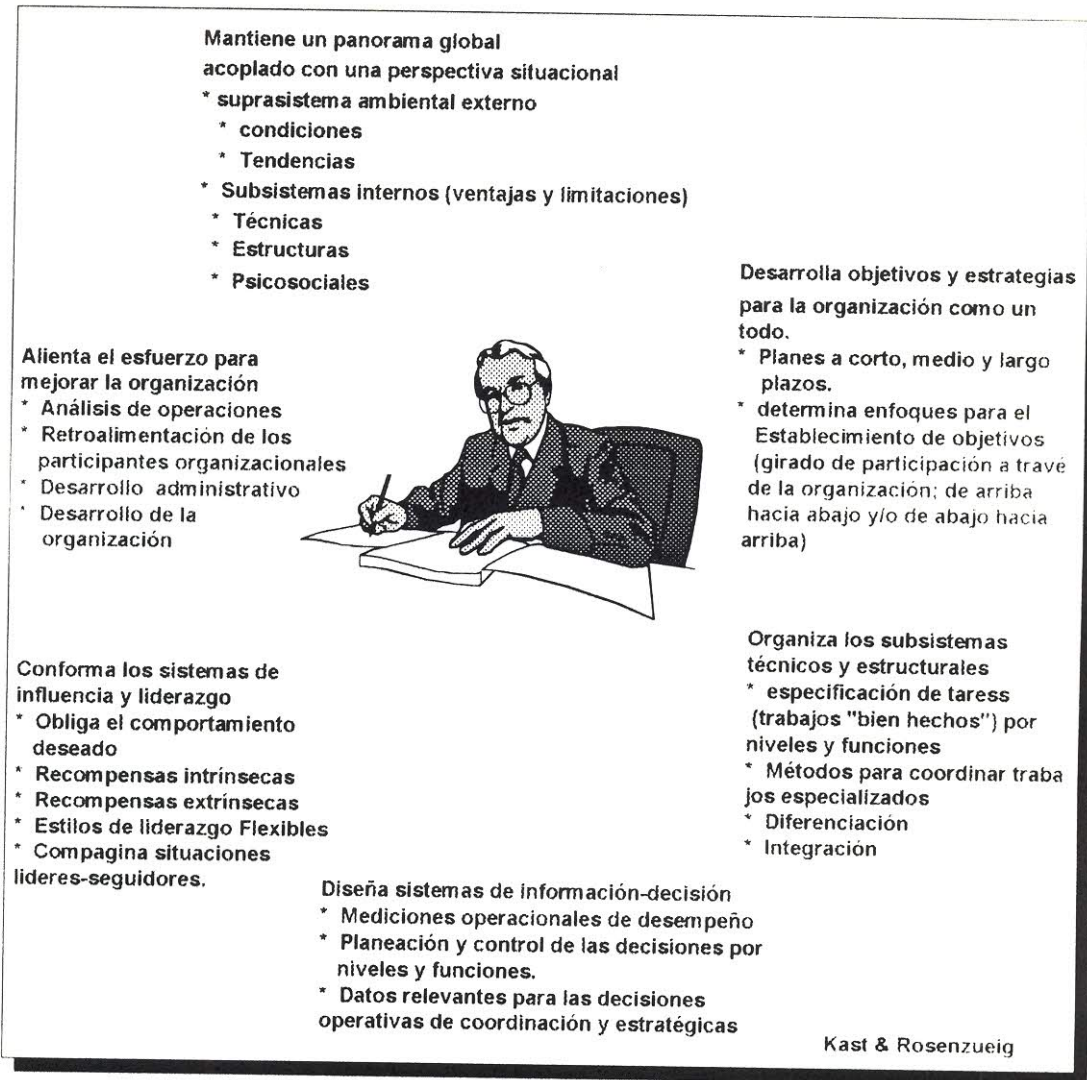 Mantiene un panorama global
acoplado con una perspectiva situacional
* suprasistema ambiental externo
* condiciones
* Tendencias
* Subsistemas internos (ventajas y limitaciones)
* Técnicas
* Estructuras
* Psicosociales
Desarrolla objetivos y estrategias
para la organización como un
todo.
* Planes a corto, medio y largo
plazos.
* determina enfoques para el
Establecimiento de objetivos
(girado de participación a travé
de la organización; de arriba
hacia abajo y/o de abajo hacia
arriba)
Alienta el esfuerzo para
mejorar la organización
* Análisis de operaciones
* Retroalimentación de los
participantes organizacionales
* Desarrollo administrativo
* Desarrollo de la
organización
Organiza los subsistemas
técnicos y estructurales
* especificación de taress
(trabajos "bien hechos") por
niveles y funciones
* Métodos para coordinar traba
jos especializados
* Diferenciación
* Integración
Conforma los sistemas de
influencia y liderazgo
* Obliga el comportamiento
deseado
* Recompensas intrínsecas
* Recompensas extrínsecas
* Estilos de liderazgo Flexibles
* Compagina situaciones
lideres-seguidores.
Diseña sistemas de información-decisión
* Mediciones operacionales de desempeño
* Planeación y control de las decisiones por
niveles y funciones.
* Datos relevantes para las decisiones
operativas de coordinación y estratégicas
Kast & Rosenzueig